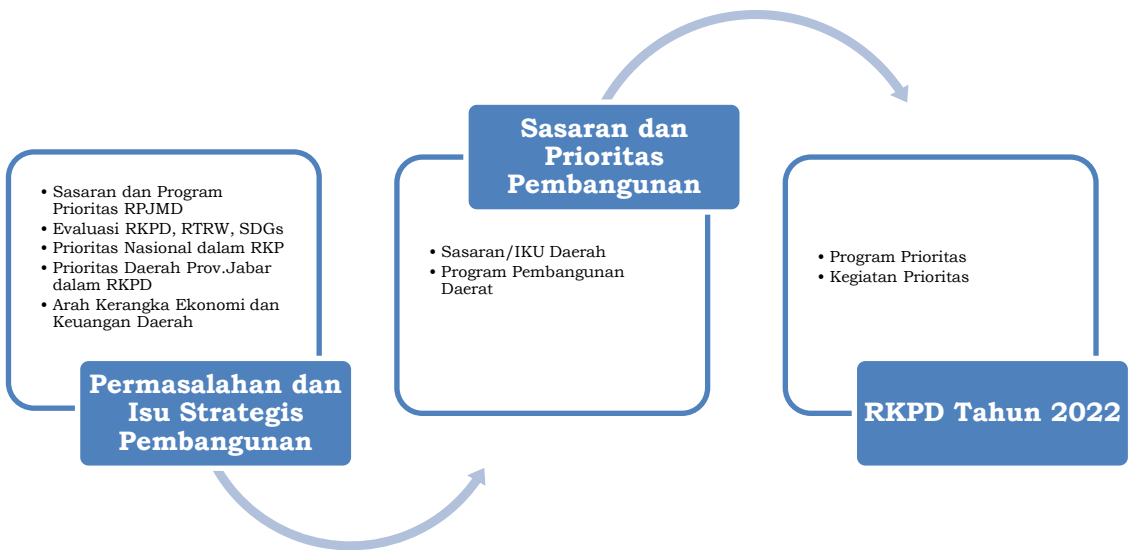 • Sasaran dan Program
Prioritas RPJMD
• Evaluasi RKPD, RTRW, SDGs
• Prioritas Nasional dalam RKP
• Prioritas Daerah Prov.Jabar
dalam RKPD
• Arah Kerangka Ekonomi dan
Keuangan Daerah
Permasalahan dan
Isu Strategis
Pembangunan
Sasaran dan
Prioritas
Pembangunan
• Sasaran/IKU Daerah
• Program Pembangunan
Daerat
• Program Prioritas
• Kegiatan Prioritas
RKPD Tahun 2022